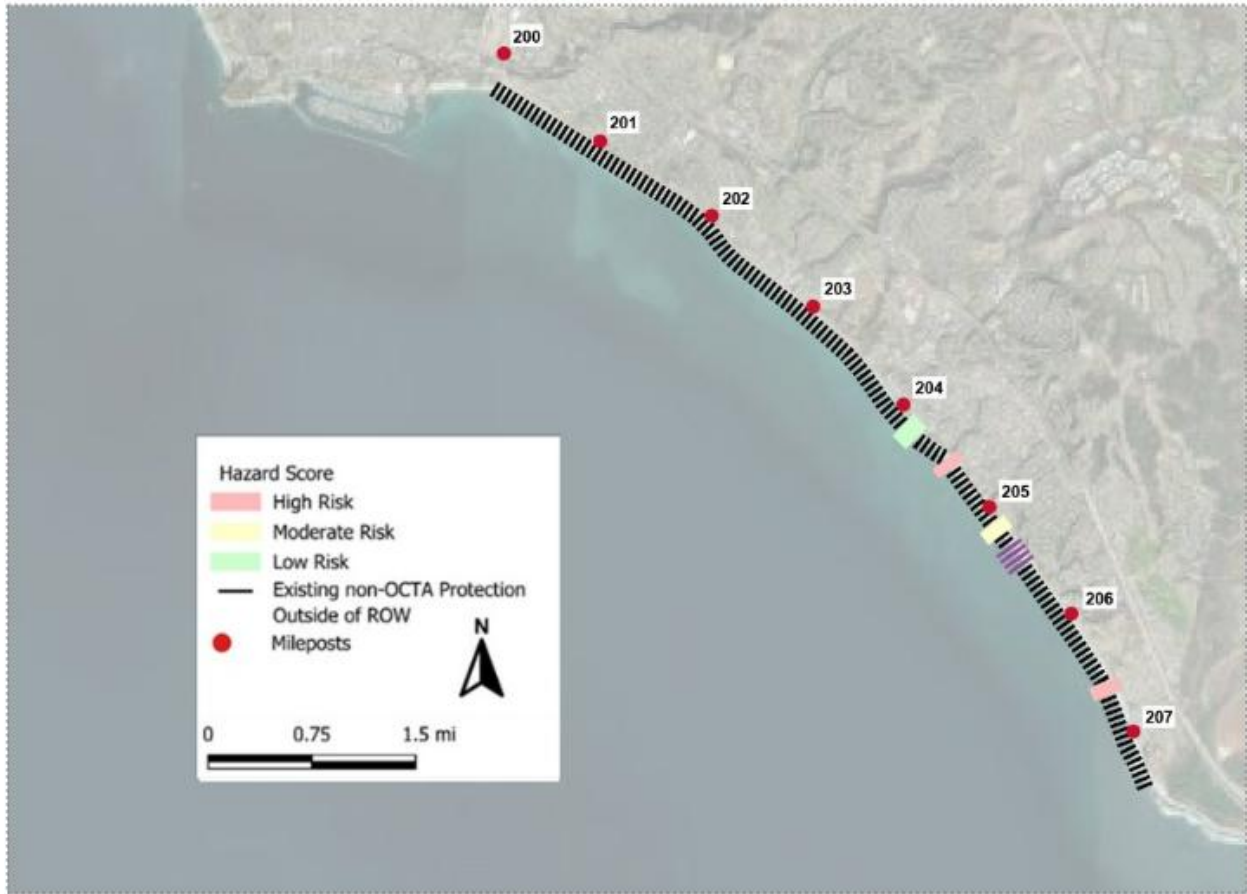 200
201
202
203
204
205
206
207
Hazard Score
High Risk
Moderate Risk
Low Risk
Existing non-OCTA Protection
Outside of ROW
Mileposts
N
0 0.75 1.5 mi